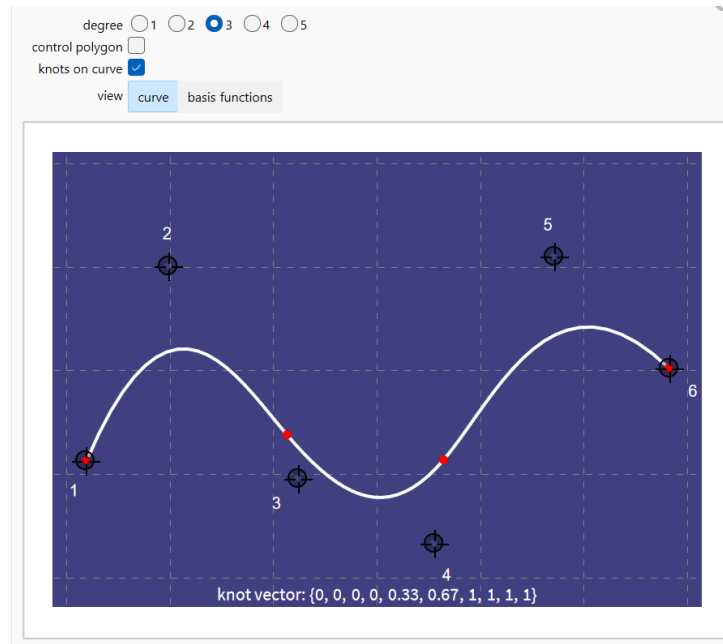 degree 1 2 3 4 5
control polygon
knots on curve
view curve basis functions
2
5
6
1
3
4
knot vector: {0, 0, 0, 0, 0.33, 0.67, 1, 1, 1, 1}